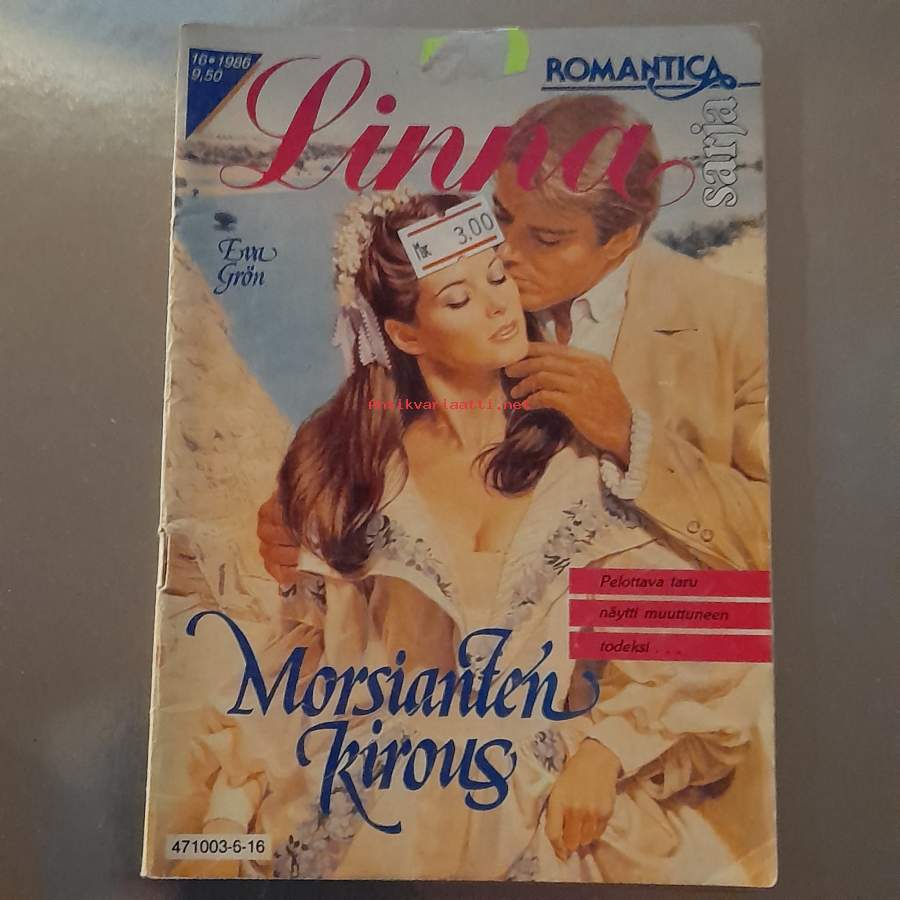 16•1986
9,50
ROMANTICA
Linna
sarja
Eva
Grön
Mk 3.00
Antikvariaatti.net
Pelottava taru
näytti muuttuneen
todeksi . . .
Morsianten
kirous
471003-6-16